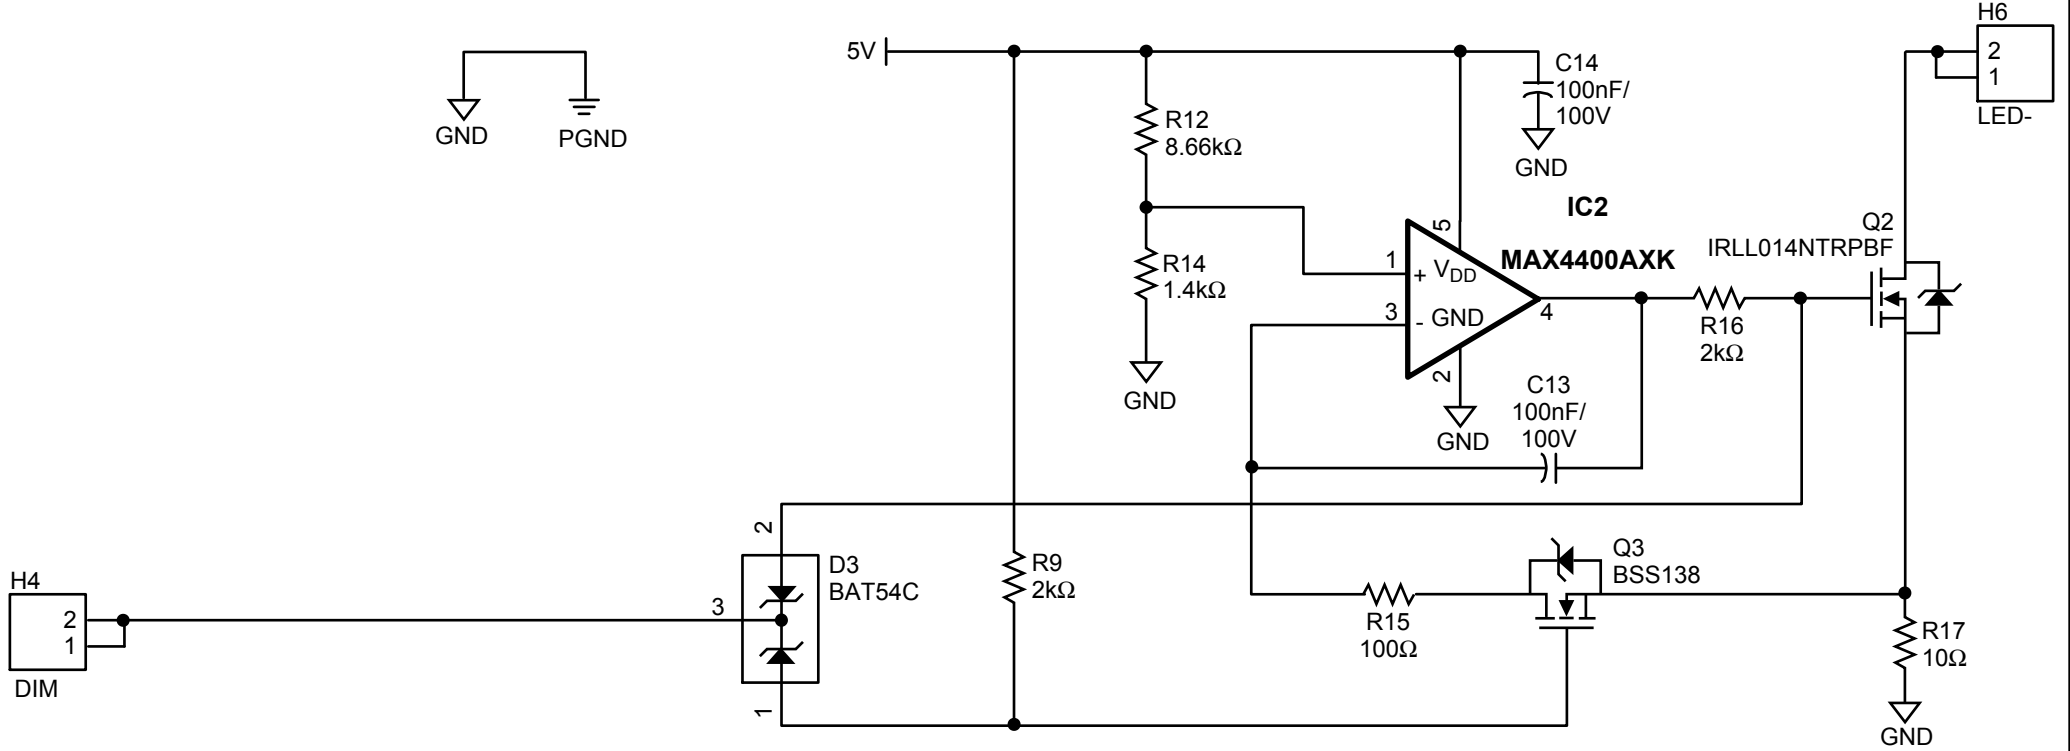 H6
2
1
LED-
5V
C14
100nF/
100V
GND
GND
PGND
R12
8.66kΩ
IC2
MAX4400AXK
Q2
IRLL014NTRPBF
5
1
+ VDD
R14
1.4kΩ
3
- GND
4
2
R16
2kΩ
GND
GND
C13
100nF/
100V
2
D3
BAT54C
3
1
R9
2kΩ
H4
2
1
DIM
Q3
BSS138
R15
100Ω
R17
10Ω
GND